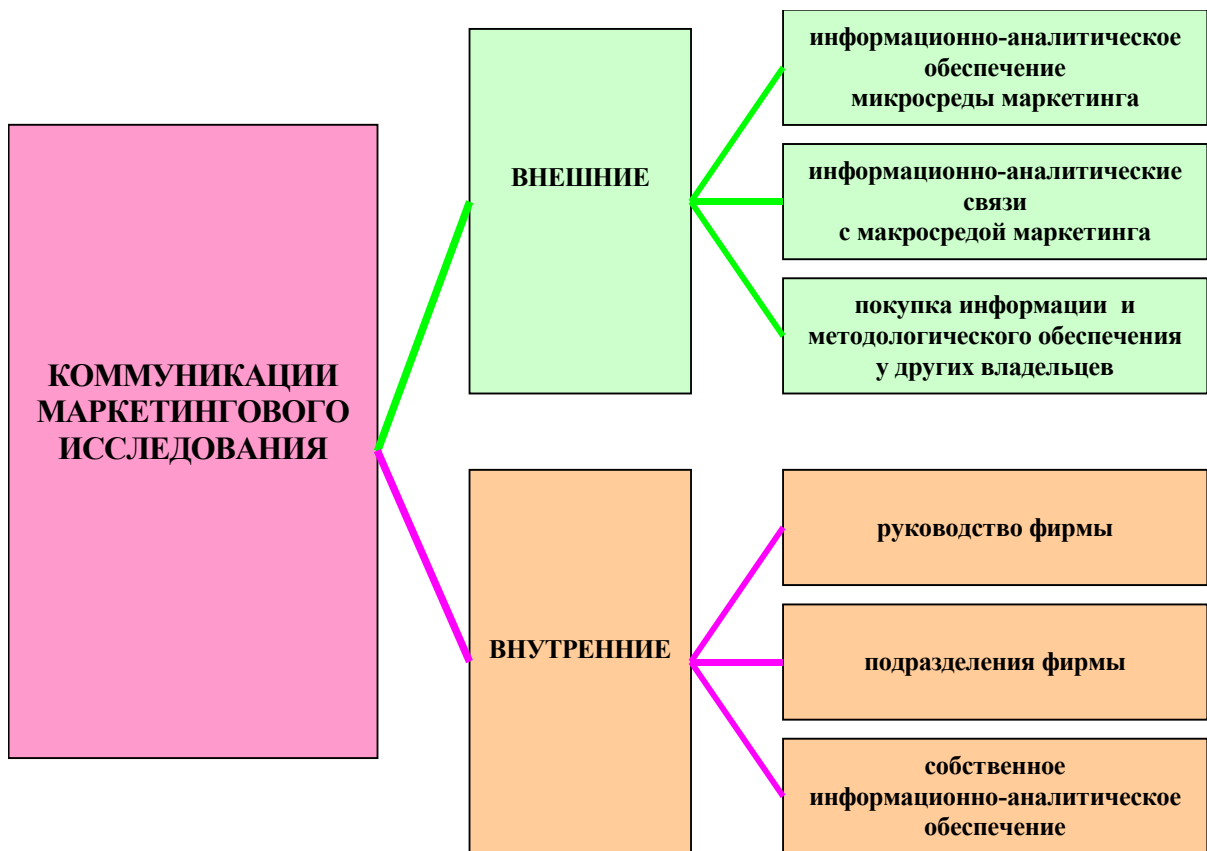 КОММУНИКАЦИИ
МАРКЕТИНГОВОГО
ИССЛЕДОВАНИЯ
ВНЕШНИЕ
информационно-аналитическое
обеспечение
микросреды маркетинга
информационно-аналитические
связи
с макросредой маркетинга
покупка информации и
методологического обеспечения
у других владельцев
ВНУТРЕННИЕ
руководство фирмы
подразделения фирмы
собственное
информационно-аналитическое
обеспечение